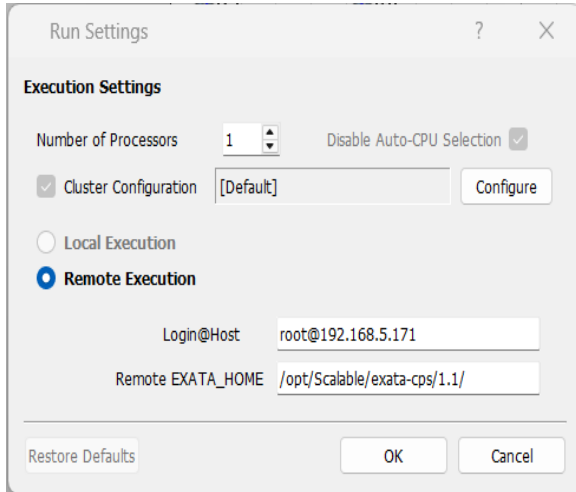 Run Settings ?
Execution Settings
Number of Processors 1 Disable Auto-CPU Selection
Cluster Configuration [Default] Configure
Local Execution
Remote Execution
Login@Host root@192.168.5.171
Remote EXATA_HOME /opt/Scalable/exata-cps/1.1/
Restore Defaults OK Cancel